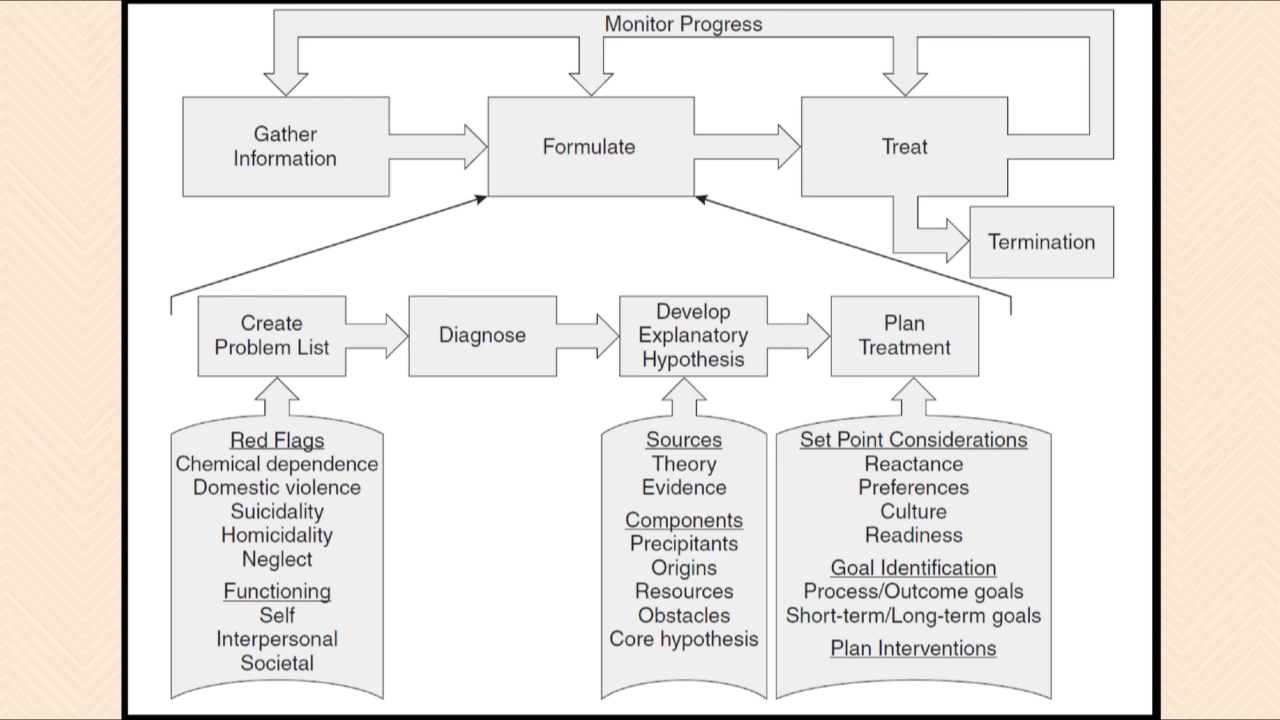 Monitor Progress
Gather
Information
Formulate
Treat
Termination
Create
Problem List
Diagnose
Develop
Explanatory
Hypothesis
Plan
Treatment
Red Flags
Chemical dependence
Domestic violence
Suicidality
Homicidality
Neglect
Functioning
Self
Interpersonal
Societal
Sources
Theory
Evidence
Components
Precipitants
Origins
Resources
Obstacles
Core hypothesis
Set Point Considerations
Reactance
Preferences
Culture
Readiness
Goal Identification
Process/Outcome goals
Short-term/Long-term goals
Plan Interventions